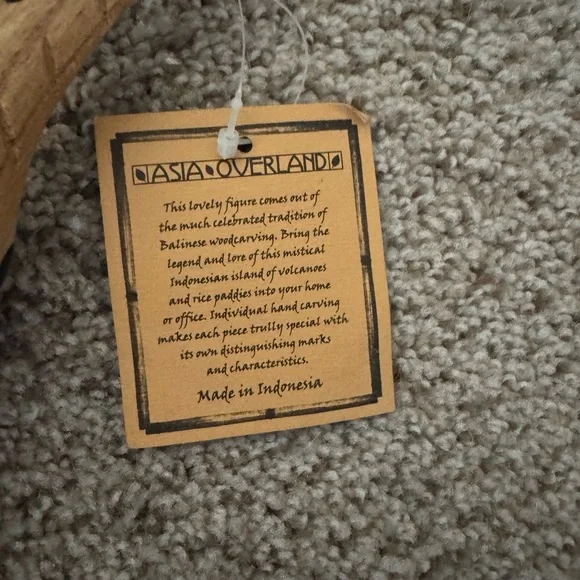 ASIA•OVERLAND
This lovely figure comes out of
the much celebrated tradition of
Balinese woodcarving. Bring the
legend and lore of this mistical
Indonesian island of volcanoes
and rice paddies into your home
or office. Individual hand carving
makes each piece trully special with
its own distinguishing marks
and characteristics.
Made in Indonesia